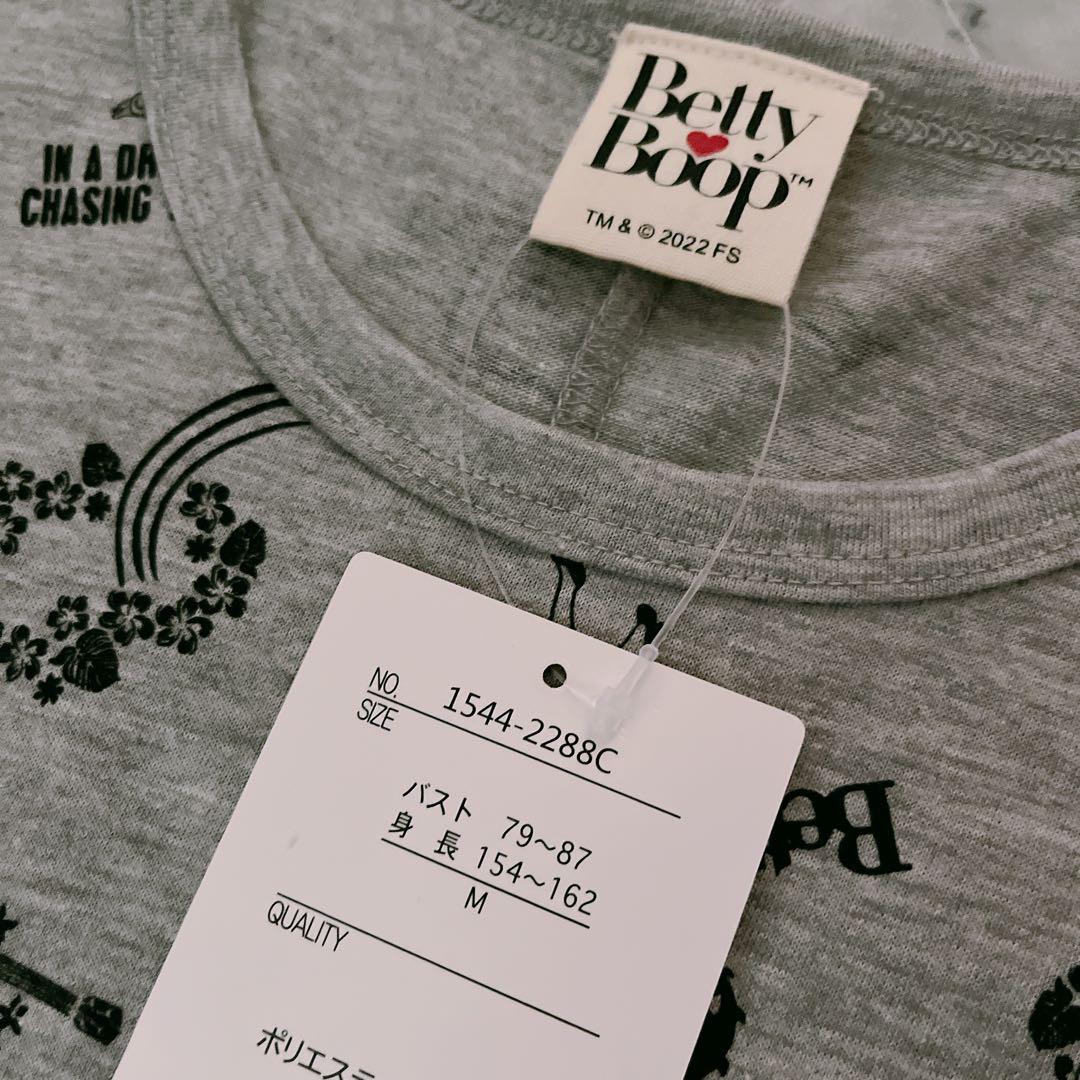 Betty
Boop™
TM & © 2022 FS
IN A DR
CHASING
NO. 1544-2288C
SIZE
バスト 79〜87
身 長 154〜162
M
QUALITY
ポリエステ
Be